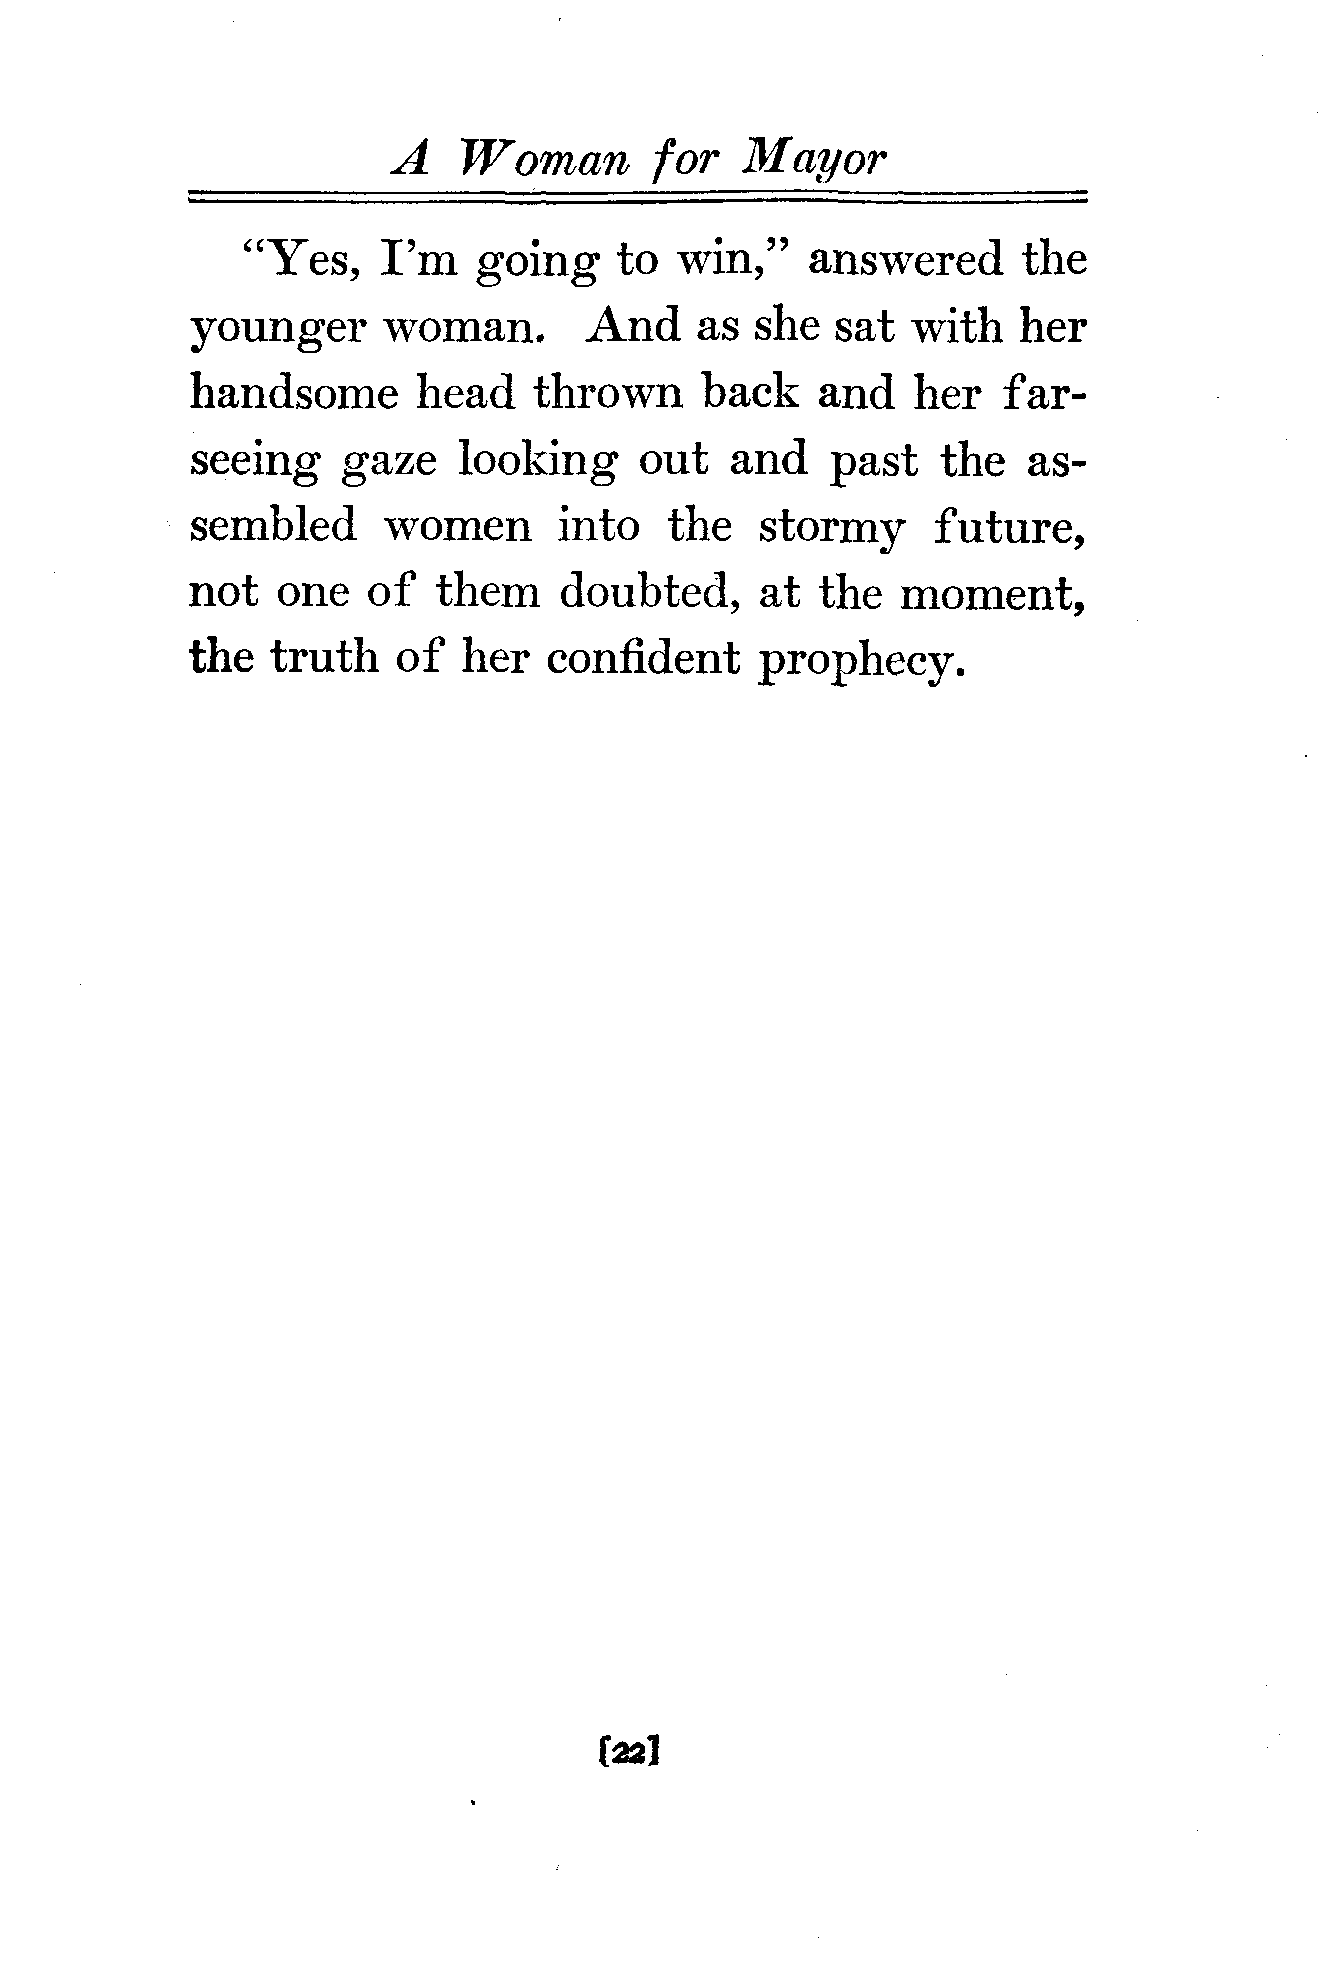 A Woman for Mayor
“Yes, I’m going to win,” answered the
younger woman. And as she sat with her
handsome head thrown back and her far-
seeing gaze looking out and past the as-
sembled women into the stormy future,
not one of them doubted, at the moment,
the truth of her confident prophecy.
[22]